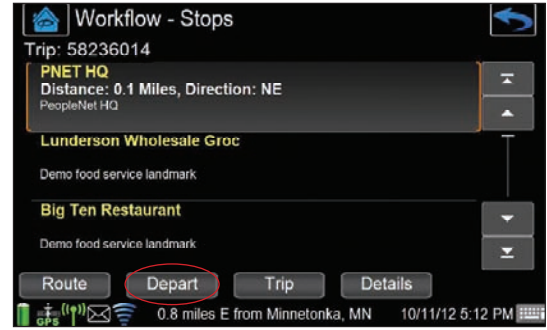 Workflow - Stops
Trip: 58236014
PNET HQ
Distance: 0.1 Miles, Direction: NE
PeopleNet HQ
Lunderson Wholesale Groc
Demo food service landmark
Big Ten Restaurant
Demo food service landmark
Route Depart Trip Details
GPS 0.8 miles E from Minnetonka, MN 10/11/12 5:12 PM